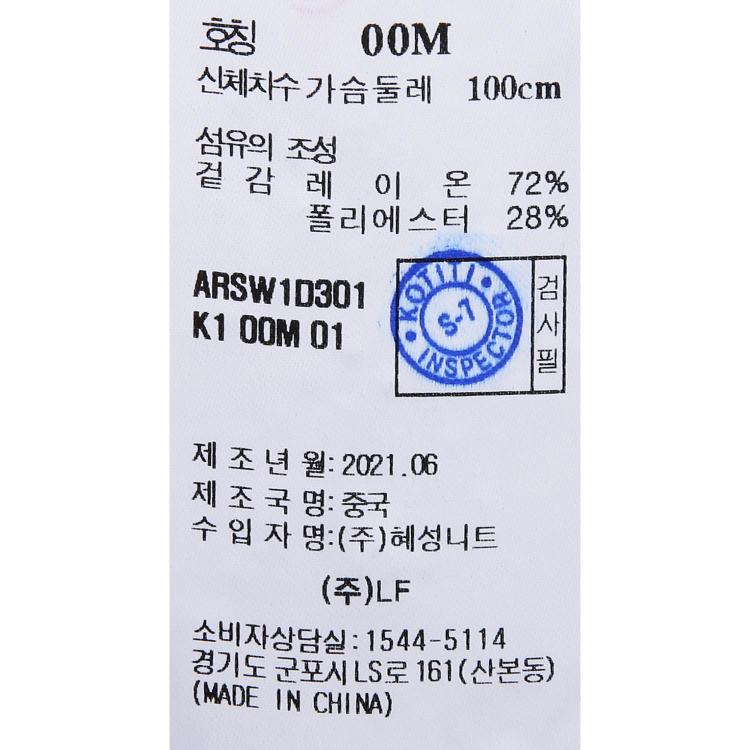 호칭 00M
신체치수 가슴둘레 100cm
섬유의 조성
겉감 레이온 72%
폴리에스터 28%
ARSW1D301
K1 00M 01
KOTITI
S-7
INSPECTOR
검사필
제조년월: 2021.06
제조국명: 중국
수입자명:(주)혜성니트
(주)LF
소비자상담실: 1544-5114
경기도 군포시 LS로 161(산본동)
(MADE IN CHINA)